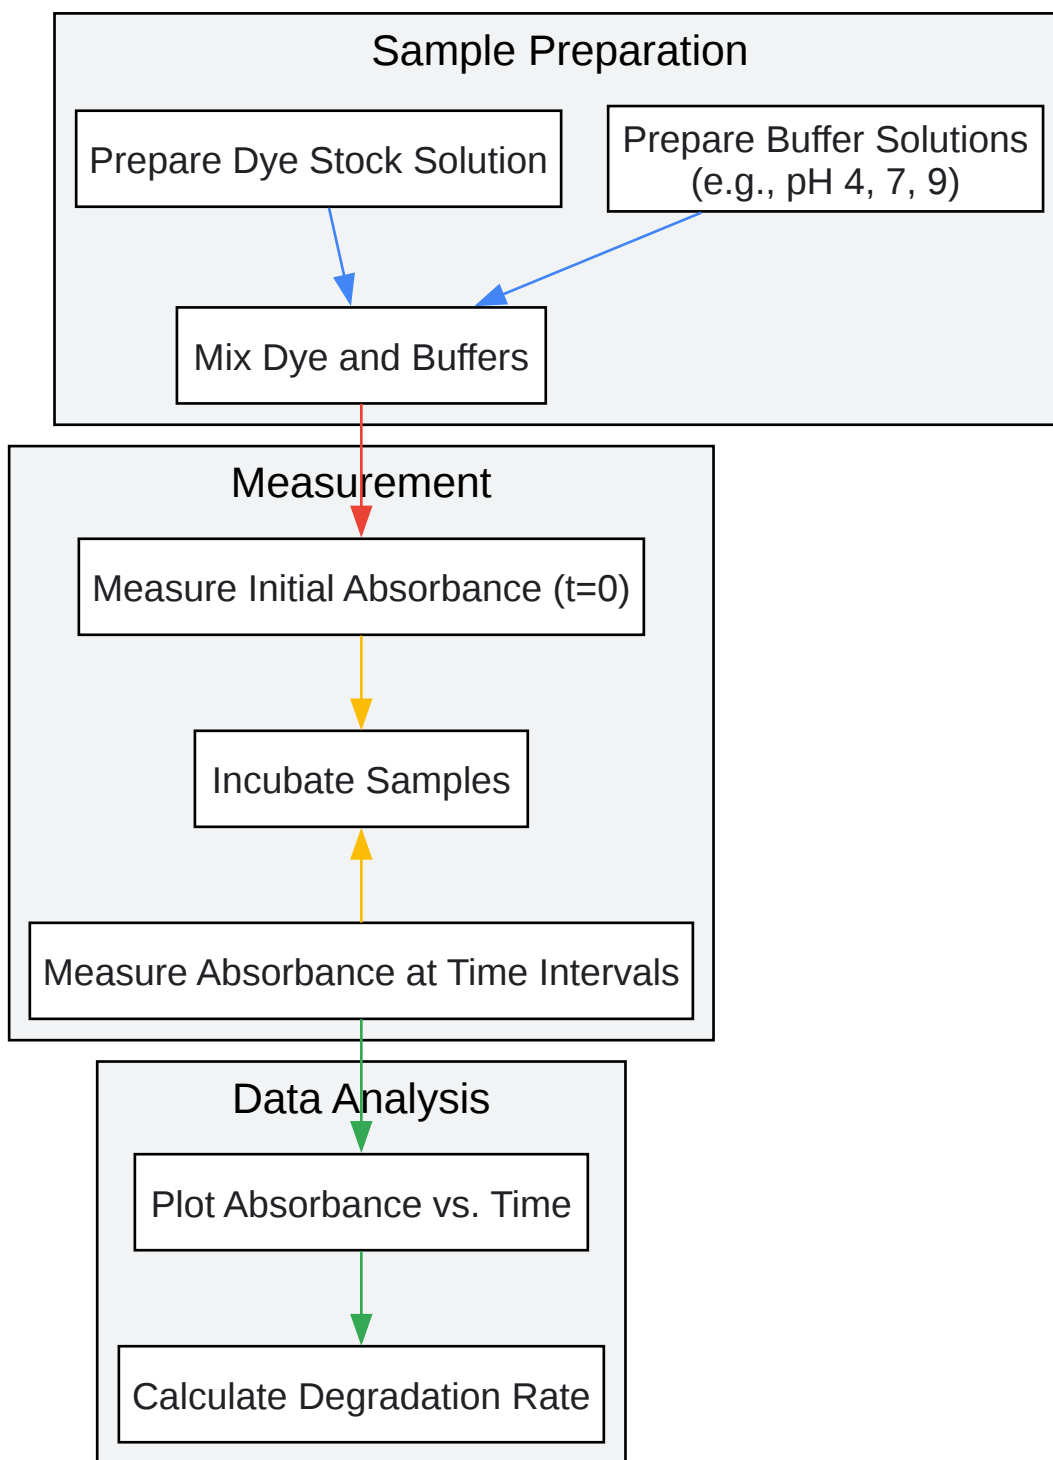 Sample Preparation
Prepare Dye Stock Solution
Prepare Buffer Solutions
(e.g., pH 4, 7, 9)
Mix Dye and Buffers
Measurement
Measure Initial Absorbance (t=0)
Incubate Samples
Measure Absorbance at Time Intervals
Data Analysis
Plot Absorbance vs. Time
Calculate Degradation Rate